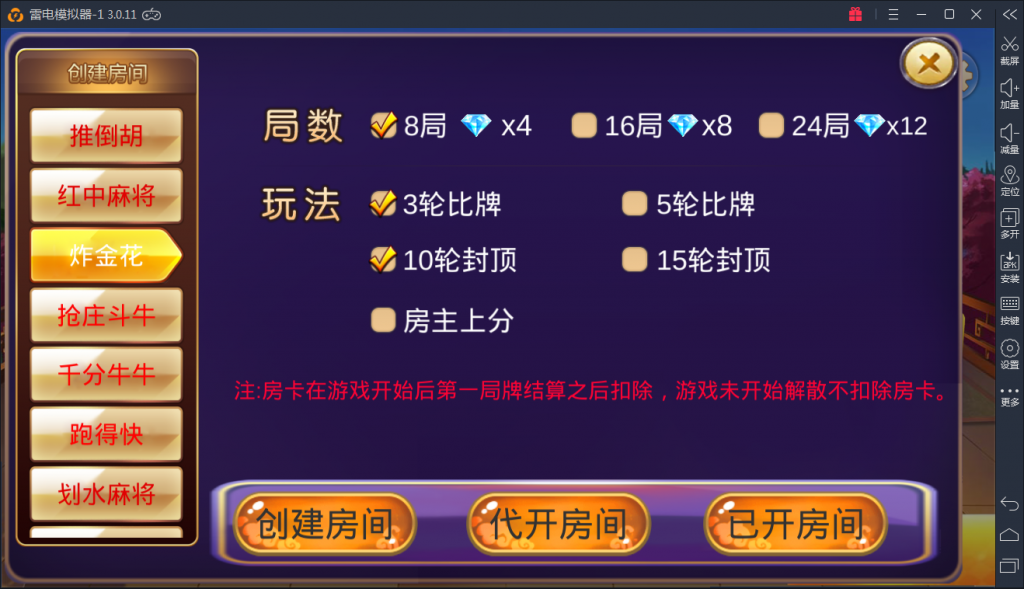 雷电模拟器-1 3.0.11
创建房间
推倒胡
红中麻将
炸金花
抢庄斗牛
千分牛牛
跑得快
划水麻将
局数 8局 x4 16局 x8 24局 x12
玩法 3轮比牌 5轮比牌
10轮封顶 15轮封顶
房主上分
注:房卡在游戏开始后第一局牌结算之后扣除，游戏未开始解散不扣除房卡。
创建房间 代开房间 已开房间
截屏
加量
减量
定位
多开
APK
安装
按键
设置
更多